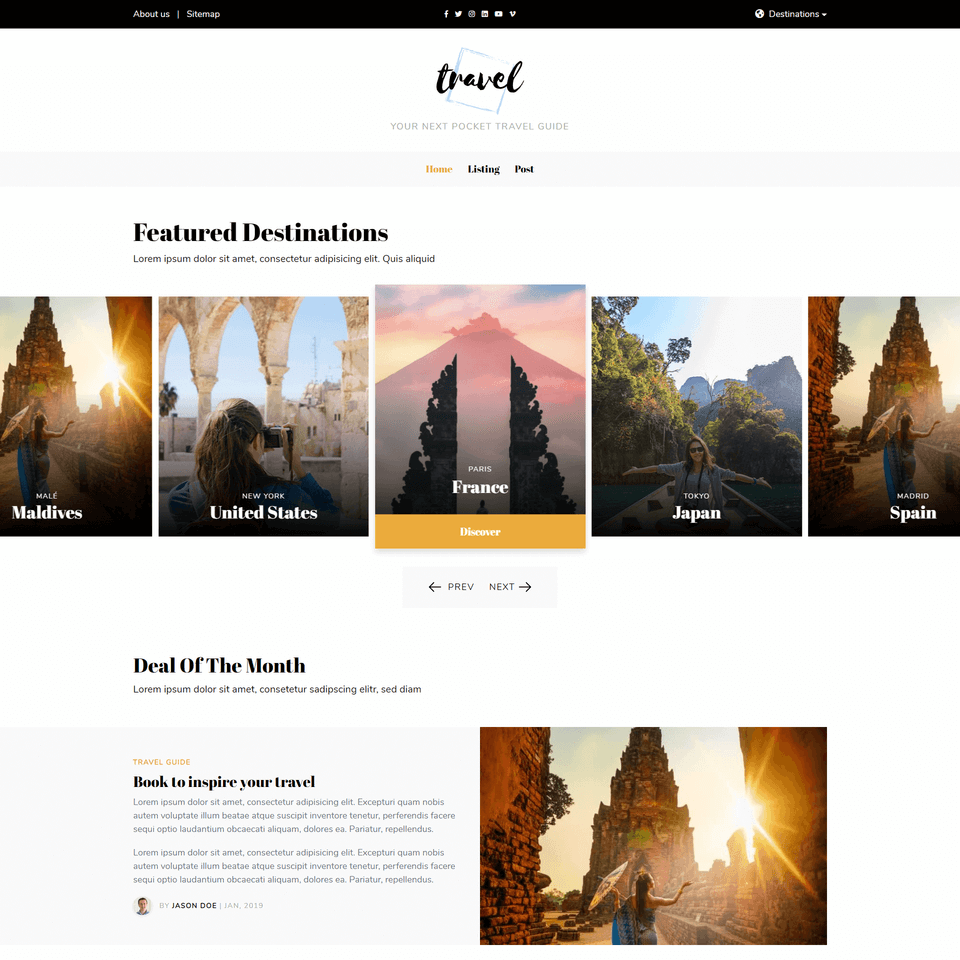 About us | Sitemap
Destinations
travel
YOUR NEXT POCKET TRAVEL GUIDE
Home Listing Post
Featured Destinations
Lorem ipsum dolor sit amet, consectetur adipisicing elit. Quis aliquid
MALÉ
Maldives
NEW YORK
United States
PARIS
France
Discover
TOKYO
Japan
MADRID
Spain
PREV NEXT
Deal Of The Month
Lorem ipsum dolor sit amet, consetetur sadipscing elitr, sed diam
TRAVEL GUIDE
Book to inspire your travel
Lorem ipsum dolor sit amet, consectetur adipisicing elit. Excepturi quam nobis
autem voluptate illum beatae atque suscipit inventore tenetur, perferendis facere
sequi optio laudantium obcaecati aliquam, dolores ea. Pariatur, repellendus.
Lorem ipsum dolor sit amet, consectetur adipisicing elit. Excepturi quam nobis
autem voluptate illum beatae atque suscipit inventore tenetur, perferendis facere
sequi optio laudantium obcaecati aliquam, dolores ea. Pariatur, repellendus.
BY JASON DOE | JAN, 2019